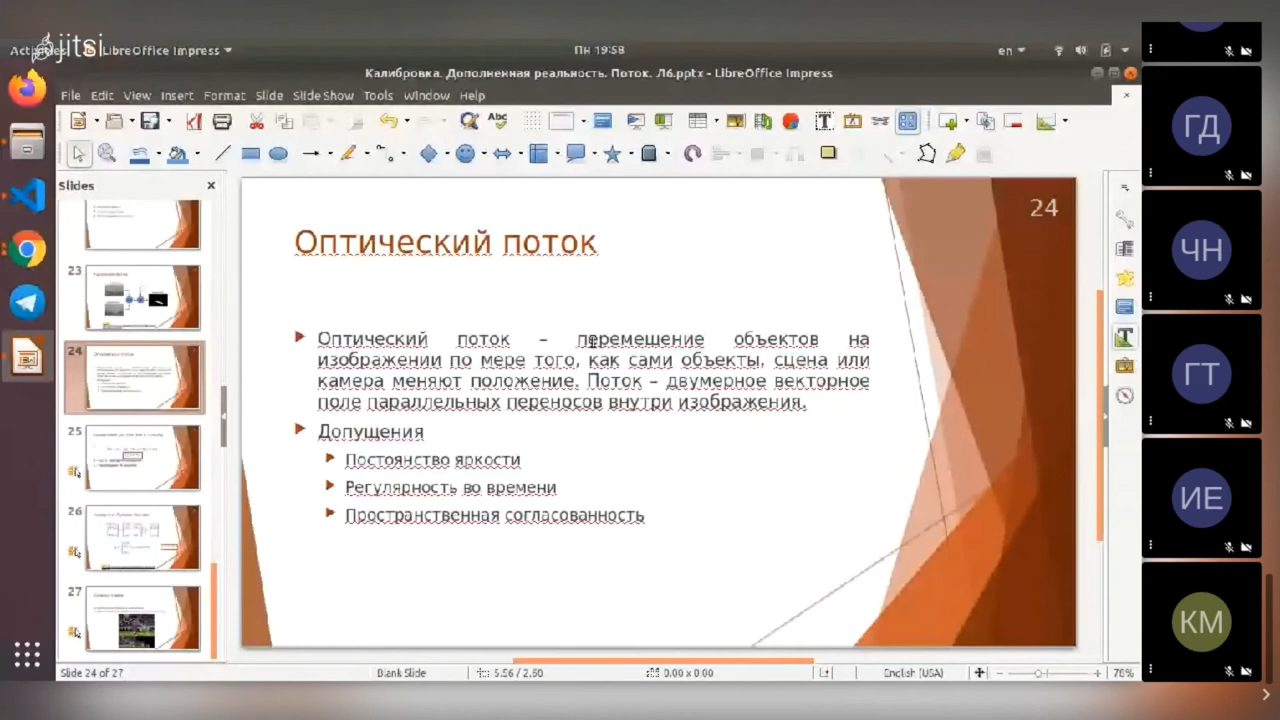 jitsi
LibreOffice Impress
Пн 19:58
en
Калибровка. Дополненная реальность. Поток. Л6.pptx - LibreOffice Impress
File Edit View Insert Format Slide Slide Show Tools Window Help
Slides
23
24
25
26
27
24
Оптический поток
Оптический поток – перемещение объектов на
изображении по мере того, как сами объекты, сцена или
камера меняют положение. Поток – двумерное векторное
поле параллельных переносов внутри изображения.
Допущения
Постоянство яркости
Регулярность во времени
Пространственная согласованность
Slide 24 of 27
Blank Slide
5.56 / 2.60
0.00 x 0.00
English (USA)
78%
ГД
ЧН
ГТ
ИЕ
КМ